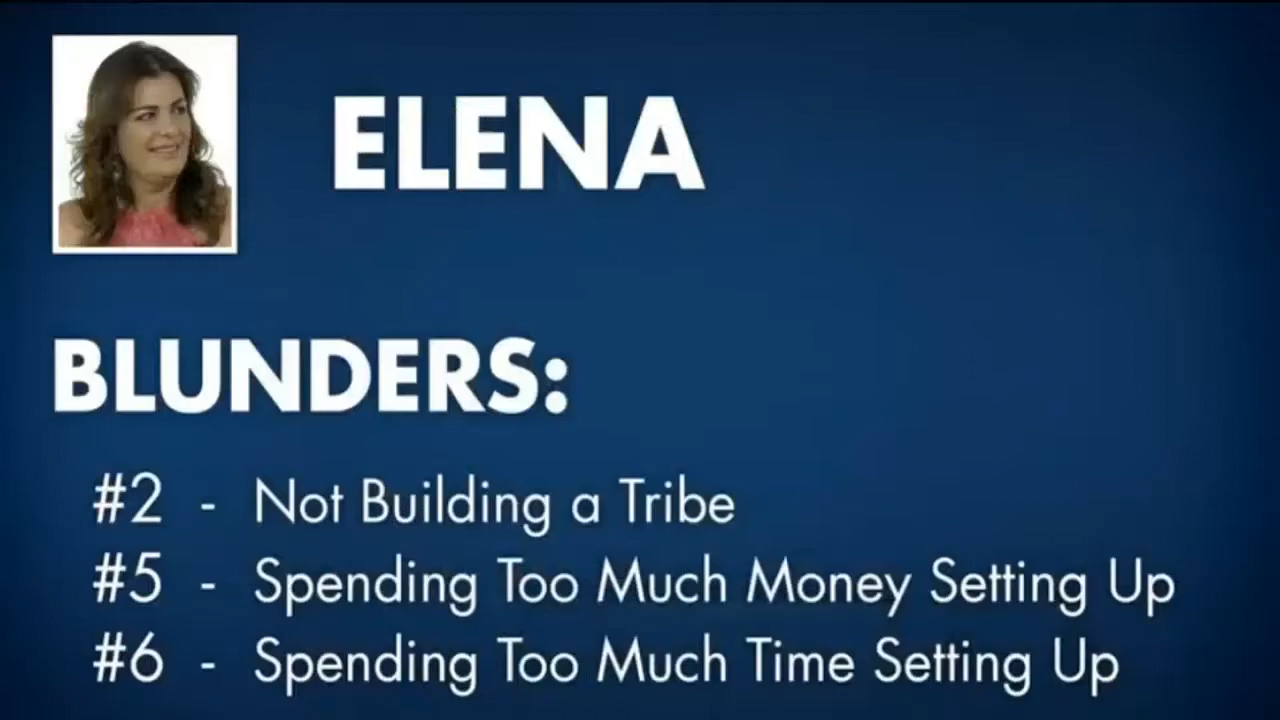 ELENA
BLUNDERS:
#2 - Not Building a Tribe
#5 - Spending Too Much Money Setting Up
#6 - Spending Too Much Time Setting Up